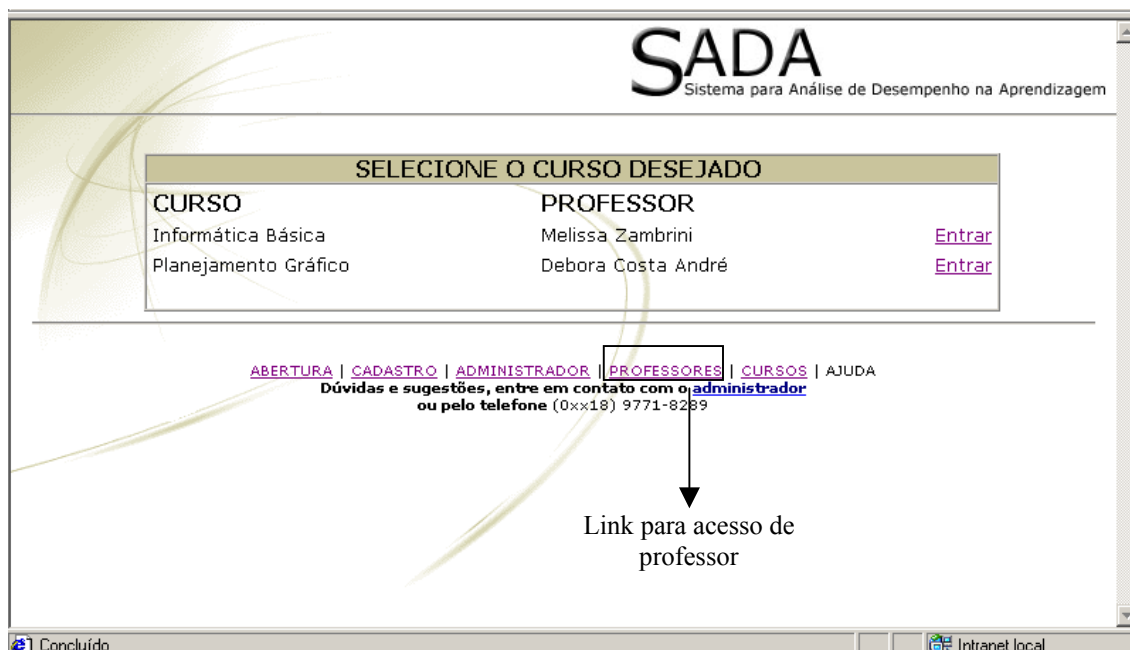 SADA
Sistema para Análise de Desempenho na Aprendizagem
SELECIONE O CURSO DESEJADO
CURSO PROFESSOR
Informática Básica Melissa Zambrini Entrar
Planejamento Gráfico Debora Costa André Entrar
ABERTURA | CADASTRO | ADMINISTRADOR | PROFESSORES | CURSOS | AJUDA
Dúvidas e sugestões, entre em contato com o administrador
ou pelo telefone (0xx18) 9771-8289
Link para acesso de
professor
Concluído Intranet local